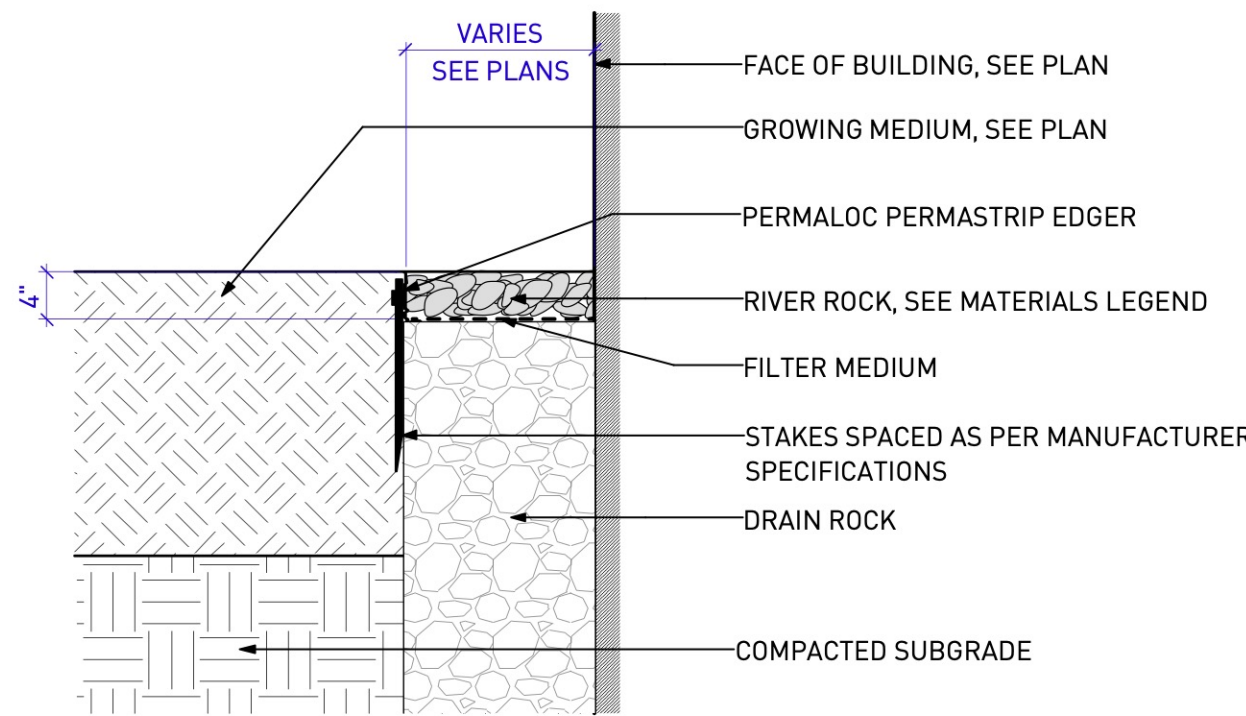 VARIES
SEE PLANS
FACE OF BUILDING, SEE PLAN
GROWING MEDIUM, SEE PLAN
PERMALOC PERMASTRIP EDGER
4"
RIVER ROCK, SEE MATERIALS LEGEND
FILTER MEDIUM
STAKES SPACED AS PER MANUFACTURER
SPECIFICATIONS
DRAIN ROCK
COMPACTED SUBGRADE